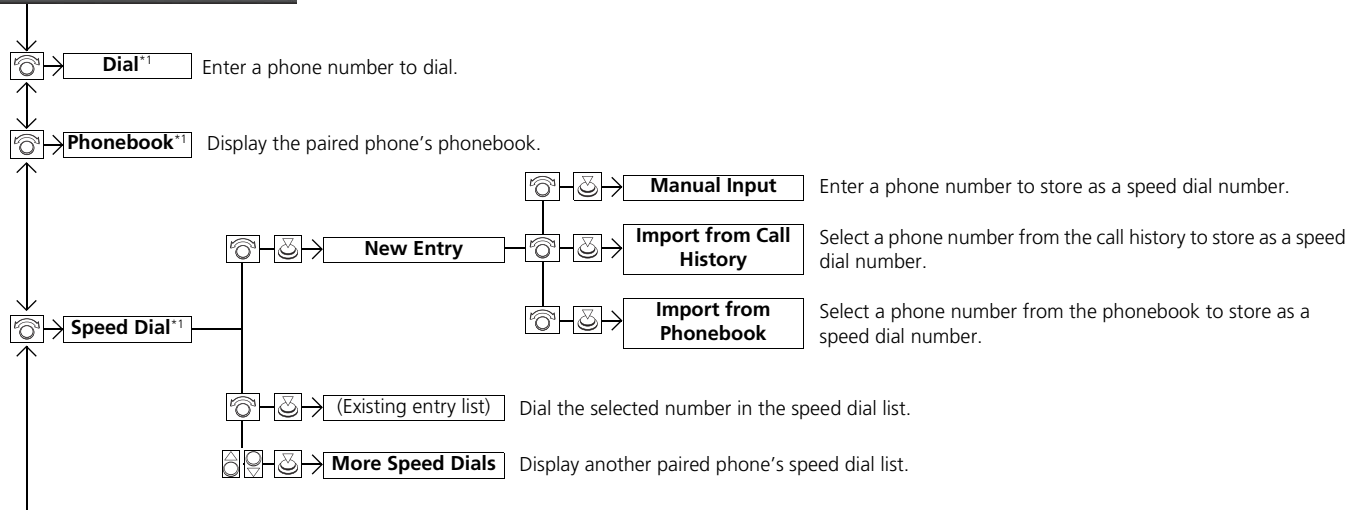 Dial*1 Enter a phone number to dial.
Phonebook*1 Display the paired phone's phonebook.
Manual Input Enter a phone number to store as a speed dial number.
New Entry
Import from Call
History
Select a phone number from the call history to store as a speed
dial number.
Speed Dial*1
Import from
Phonebook
Select a phone number from the phonebook to store as a
speed dial number.
(Existing entry list) Dial the selected number in the speed dial list.
More Speed Dials Display another paired phone's speed dial list.